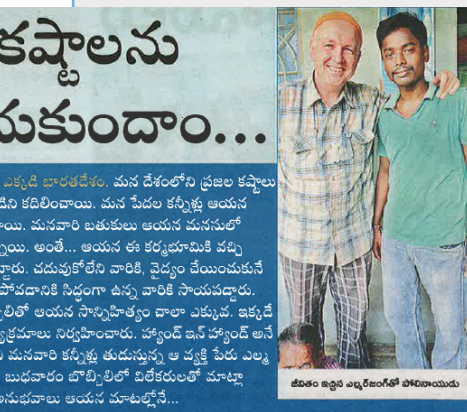 కష్టాలను
చుకుందాం...
ఎక్కడి బారతదేశం. మన దేశంలోని ప్రజల కష్టాలు
దిని కదిలించాయి. మన పేదల కన్నీళ్లు ఆయన
యి. మనవారి బతుకులు ఆయన మనసులో
్నయి. అంతే... ఆయన ఈ కర్మభూమికి వచ్చి
్టారు. చదువుకోలేని వారికి, వైద్యం చేయించుకునే
పోవడానికి సిద్ధంగా ఉన్న వారికి సాయపడ్డారు.
లితో ఆయన సాన్నిహిత్యం చాలా ఎక్కువ. ఇక్కడే
్యక్రమాలు నిర్వహించారు. హ్యాండ్ ఇన్ హ్యాండ్ అనే
మనవారి కన్నీళ్లు తుడుస్తున్న ఆ వ్యక్తి పేరు ఎల్మ
బుధవారం బొబ్బిలిలో విలేకరులతో మాట్లా
అనుభవాలు ఆయన మాటల్లోనే...
జీవితం ఇచ్చిన ఎల్మర్‌జంగ్‌తో పోలినాయుడు